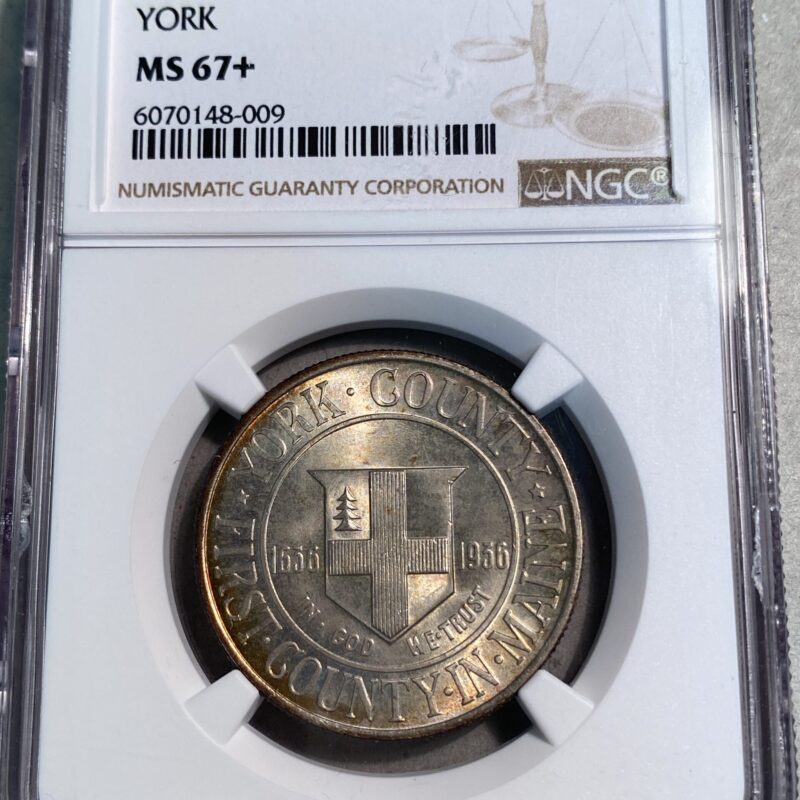 YORK
MS 67+
6070148-009
NUMISMATIC GUARANTY CORPORATION
NGC®
YORK · COUNTY
FIRST · COUNTY · IN · MAINE
1636
1936
IN · GOD WE · TRUST